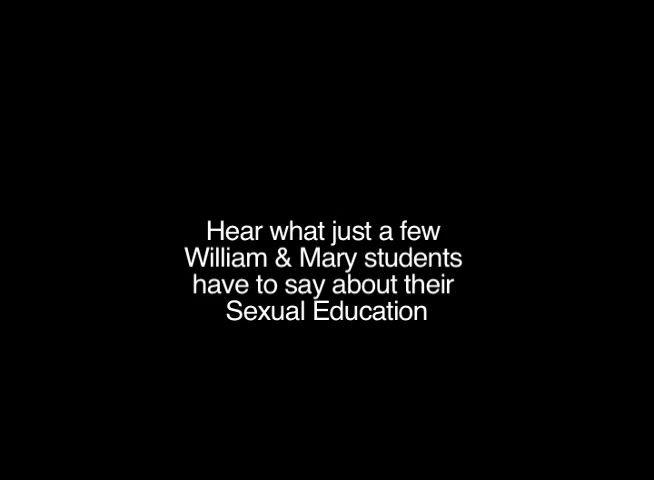 Hear what just a few
William & Mary students
have to say about their
Sexual Education